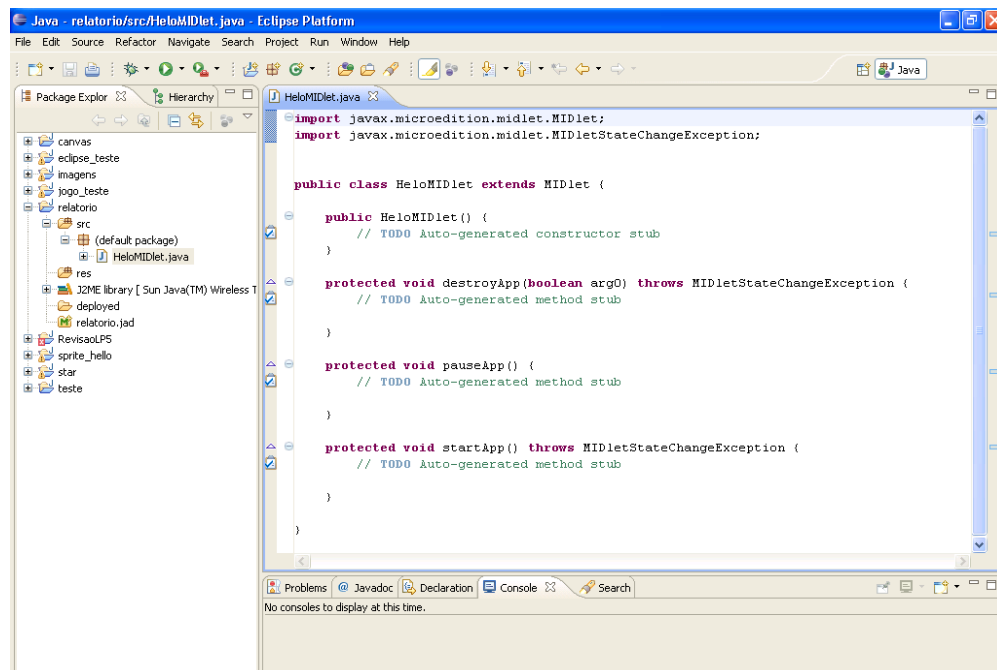 Java - relatorio/src/HeloMIDlet.java - Eclipse Platform
File Edit Source Refactor Navigate Search Project Run Window Help
Java
Package Explor Hierarchy
canvas
eclipse_teste
imagens
jogo_teste
relatorio
src
(default package)
HeloMIDlet.java
res
J2ME library [ Sun Java(TM) Wireless T
deployed
relatorio.jad
RevisaoLP5
sprite_hello
star
teste
HeloMIDlet.java
import javax.microedition.midlet.MIDlet;
import javax.microedition.midlet.MIDletStateChangeException;
public class HeloMIDlet extends MIDlet {
public HeloMIDlet() {
// TODO Auto-generated constructor stub
}
protected void destroyApp(boolean arg0) throws MIDletStateChangeException {
// TODO Auto-generated method stub
}
protected void pauseApp() {
// TODO Auto-generated method stub
}
protected void startApp() throws MIDletStateChangeException {
// TODO Auto-generated method stub
}
}
Problems @ Javadoc Declaration Console Search
No consoles to display at this time.